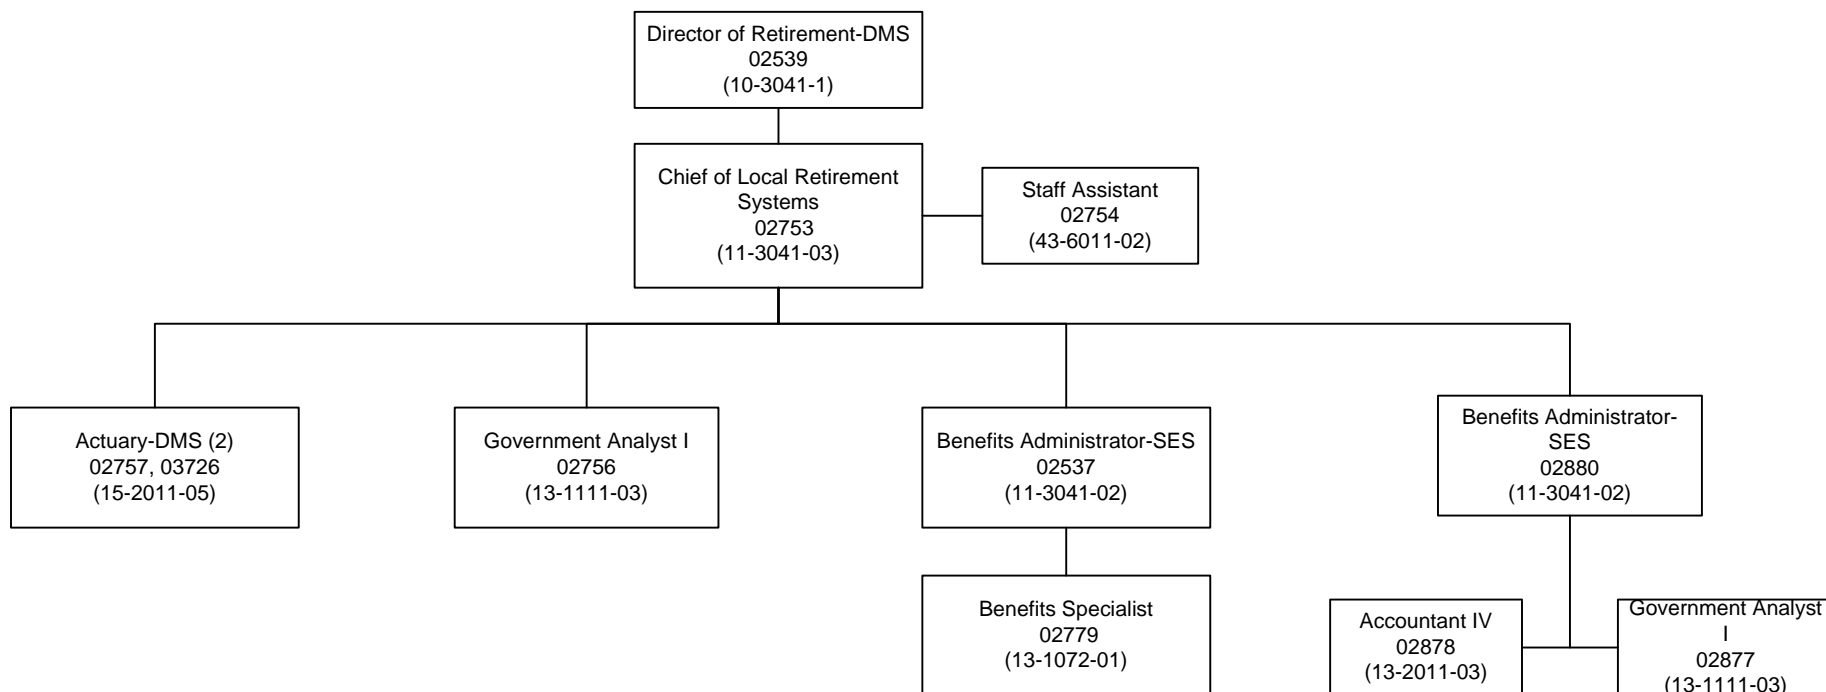 Director of Retirement-DMS
02539
(10-3041-1)
Chief of Local Retirement
Systems
02753
(11-3041-03)
Staff Assistant
02754
(43-6011-02)
Actuary-DMS (2)
02757, 03726
(15-2011-05)
Government Analyst I
02756
(13-1111-03)
Benefits Administrator-SES
02537
(11-3041-02)
Benefits Administrator-
SES
02880
(11-3041-02)
Benefits Specialist
02779
(13-1072-01)
Accountant IV
02878
(13-2011-03)
Government Analyst
I
02877
(13-1111-03)